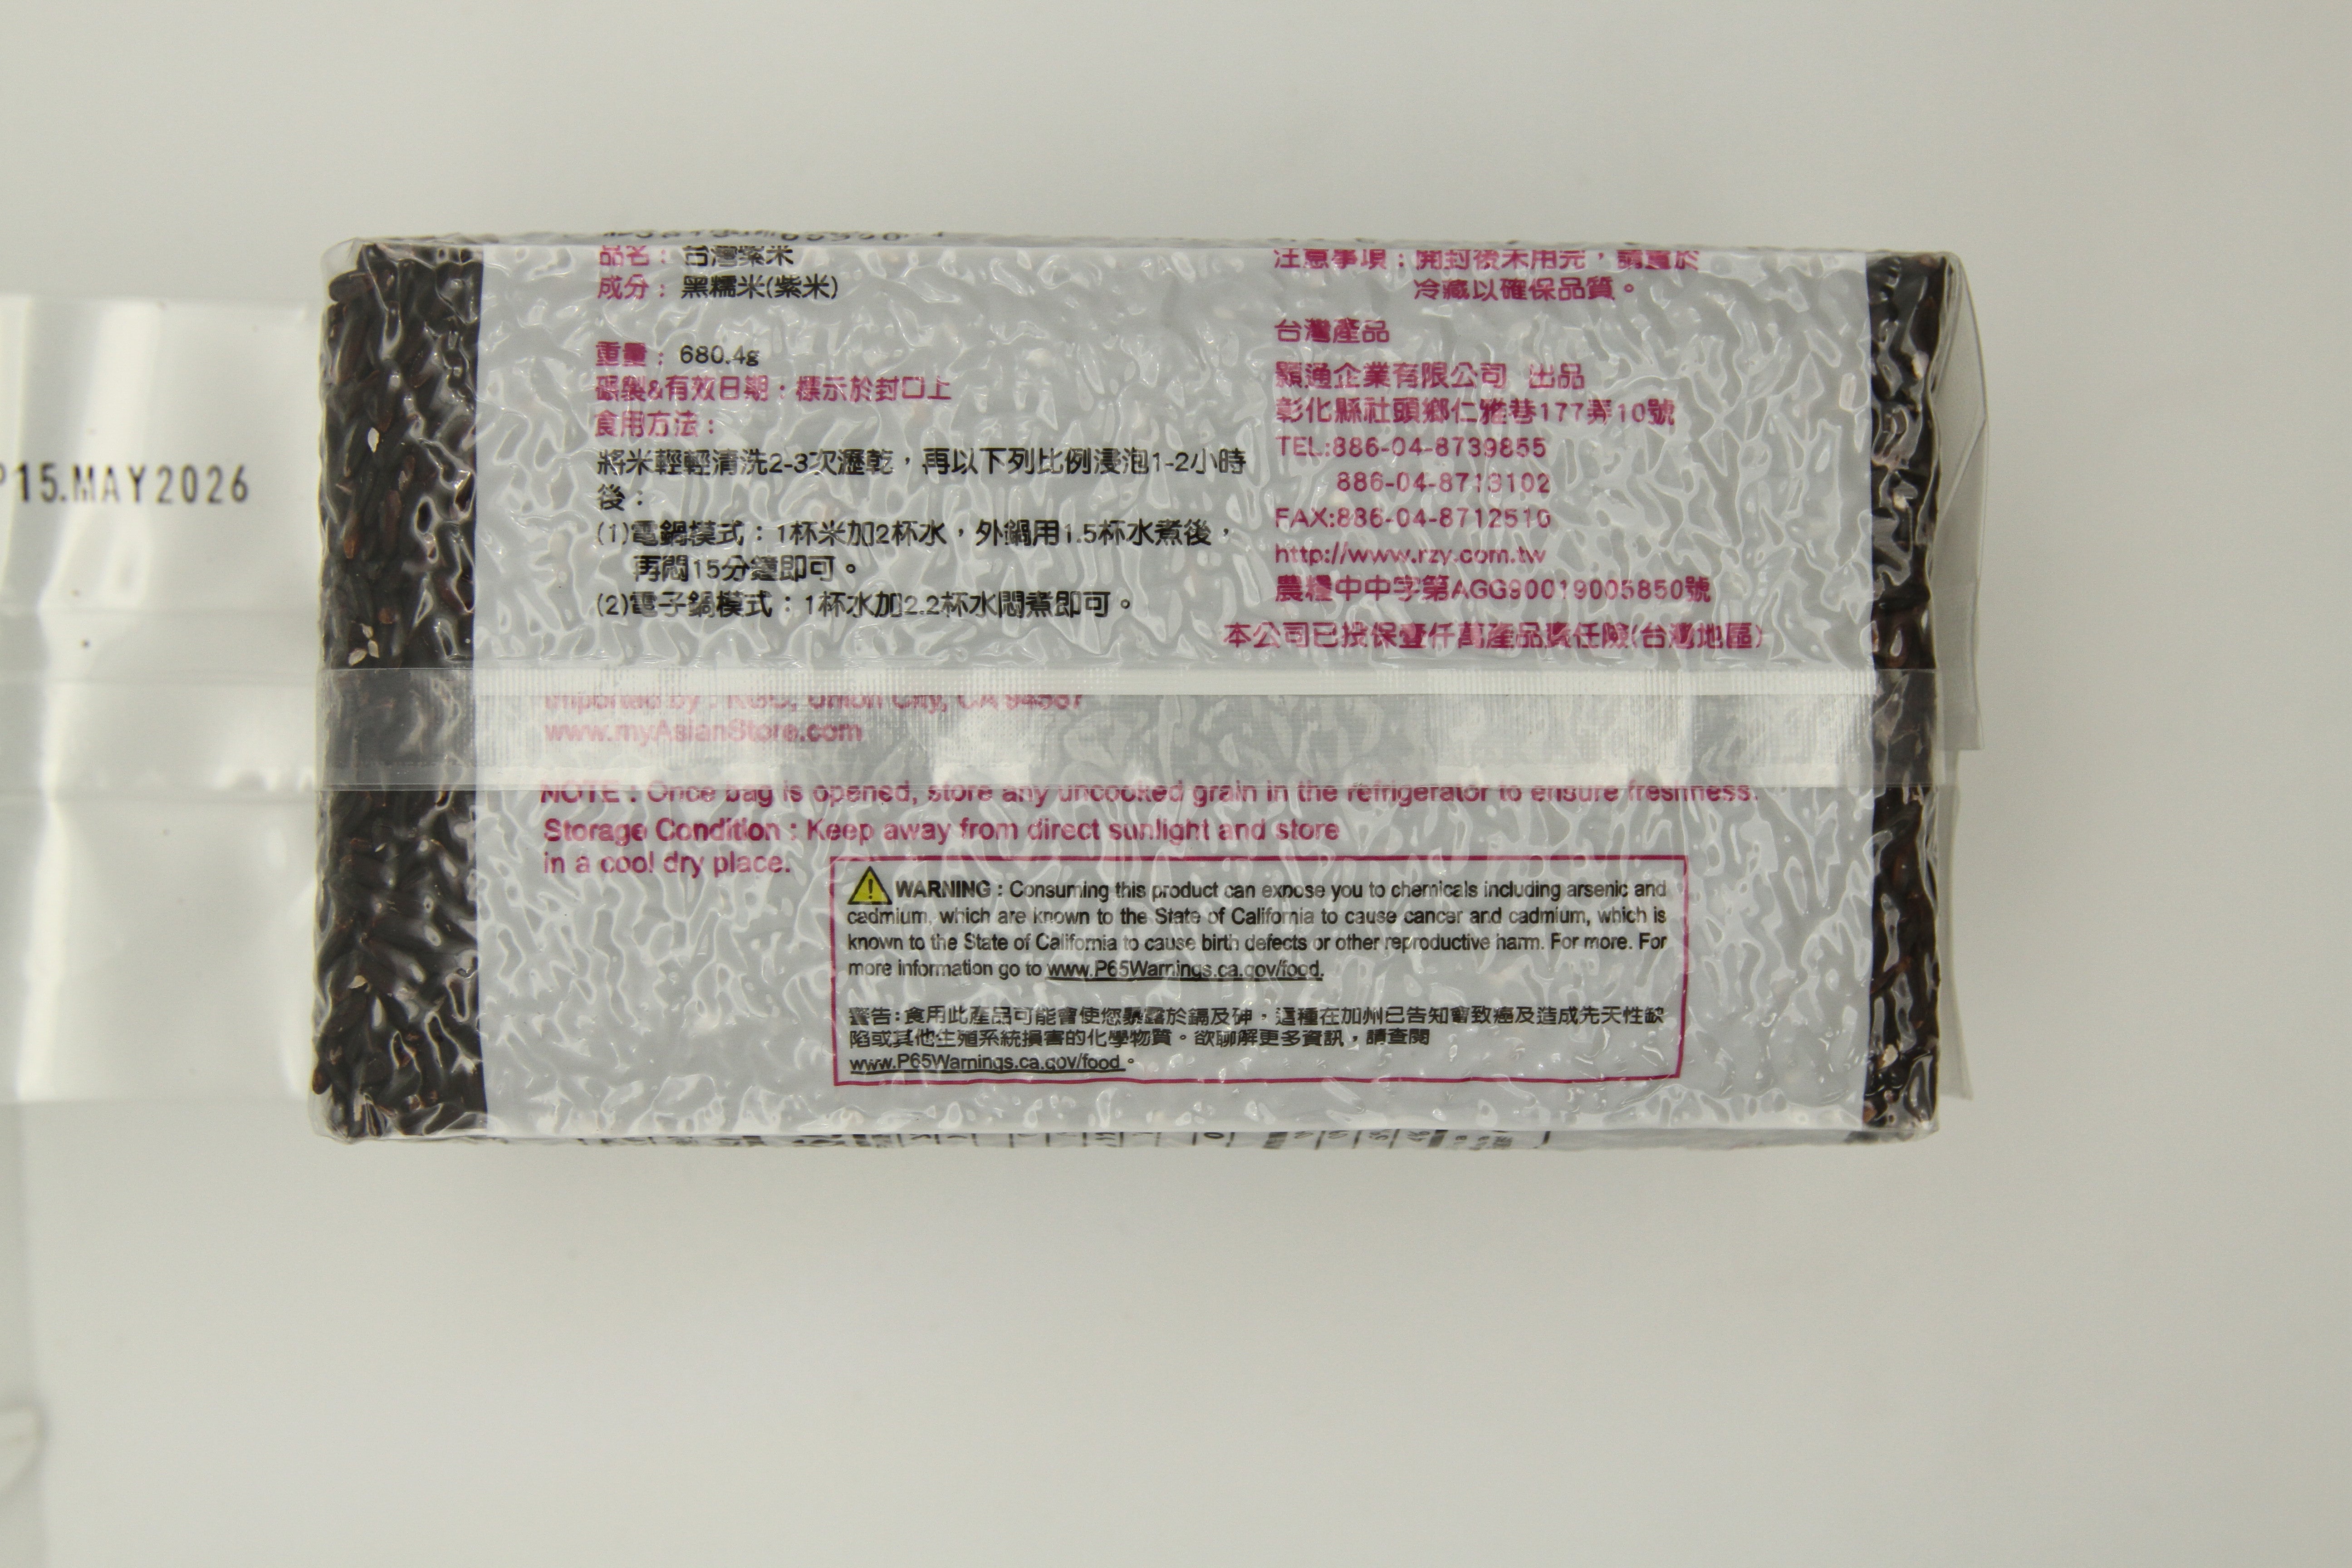 15.MAY2026
品名：台灣紫米
成分：黑糯米(紫米)
重量：680.4g
碾製&有效日期：標示於封口上
食用方法：
將米輕輕清洗2-3次瀝乾，再以下列比例浸泡1-2小時
後：
(1)電鍋模式：1杯米加2杯水，外鍋用1.5杯水煮後，
再悶15分鐘即可。
(2)電子鍋模式：1杯水加2.2杯水悶煮即可。
注意事項：開封後未用完，請置於
冷藏以確保品質。
台灣產品
顥通企業有限公司 出品
彰化縣社頭鄉仁雅巷177弄10號
TEL:886-04-8739855
886-04-8713102
FAX:886-04-8712516
http://www.rzy.com.tw
農糧中中字第AGG90019005850號
本公司已投保壹仟萬產品責任險(台灣地區)
Imported by : Union City, CA 94587
www.myAsianStore.com
NOTE : Once bag is opened, store any uncooked grain in the refrigerator to ensure freshness.
Storage Condition : Keep away from direct sunlight and store
in a cool dry place.
WARNING : Consuming this product can expose you to chemicals including arsenic and
cadmium, which are known to the State of California to cause cancer and cadmium, which is
known to the State of California to cause birth defects or other reproductive harm. For more. For
more information go to www.P65Warnings.ca.gov/food.
警告：食用此產品可能會使您暴露於鎘及砷，這種在加州已告知會致癌及造成先天性缺
陷或其他生殖系統損害的化學物質。欲聊解更多資訊，請查閱
www.P65Warnings.ca.gov/food。